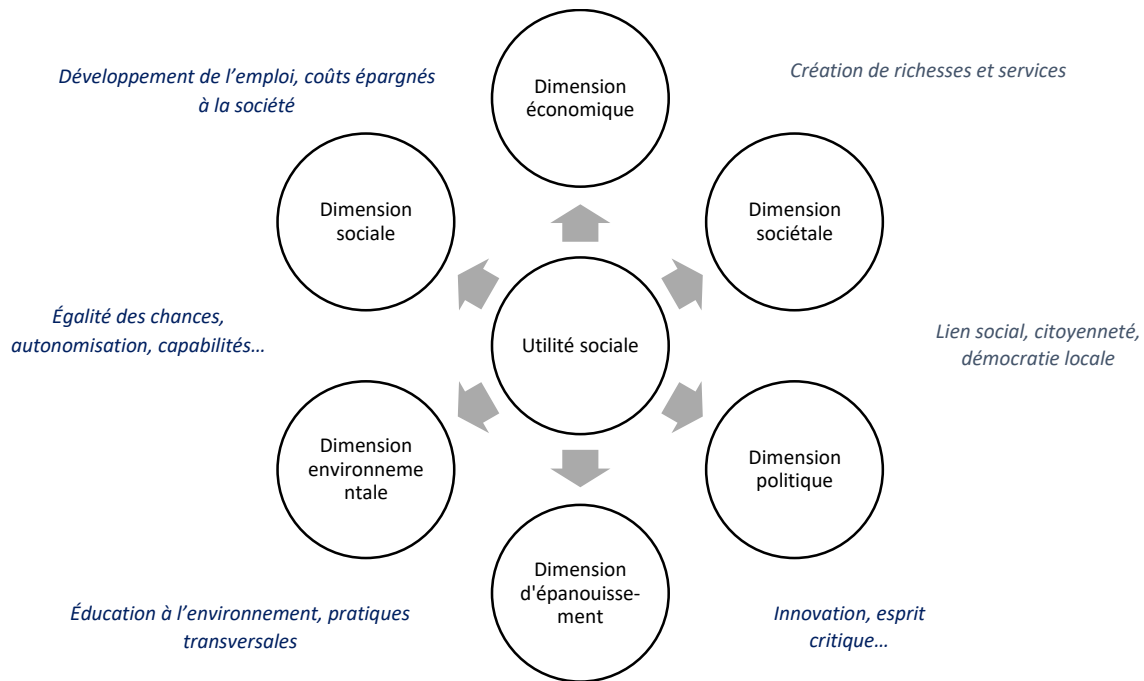 Développement de l’emploi, coûts épargnés
à la société
Dimension
économique
Création de richesses et services
Dimension
sociale
Dimension
sociétale
Égalité des chances,
autonomisation, capabilités…
Utilité sociale
Lien social, citoyenneté,
démocratie locale
Dimension
environneme
ntale
Dimension
politique
Dimension
d'épanouisse-
ment
Éducation à l’environnement, pratiques
transversales
Innovation, esprit
critique…